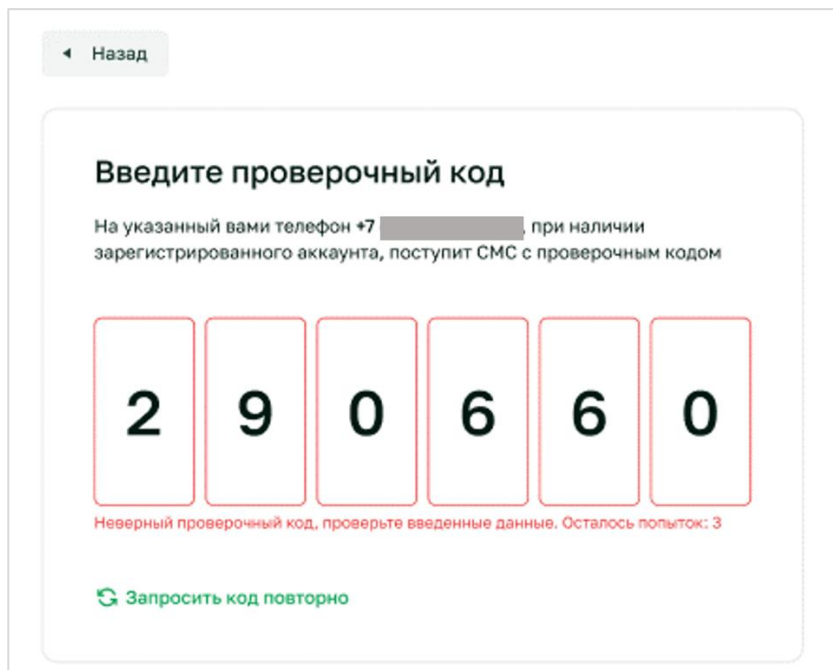 Назад
Введите проверочный код
На указанный вами телефон +7 , при наличии
зарегистрированного аккаунта, поступит СМС с проверочным кодом
2 9 0 6 6 0
Неверный проверочный код, проверьте введенные данные. Осталось попыток: 3
Запросить код повторно